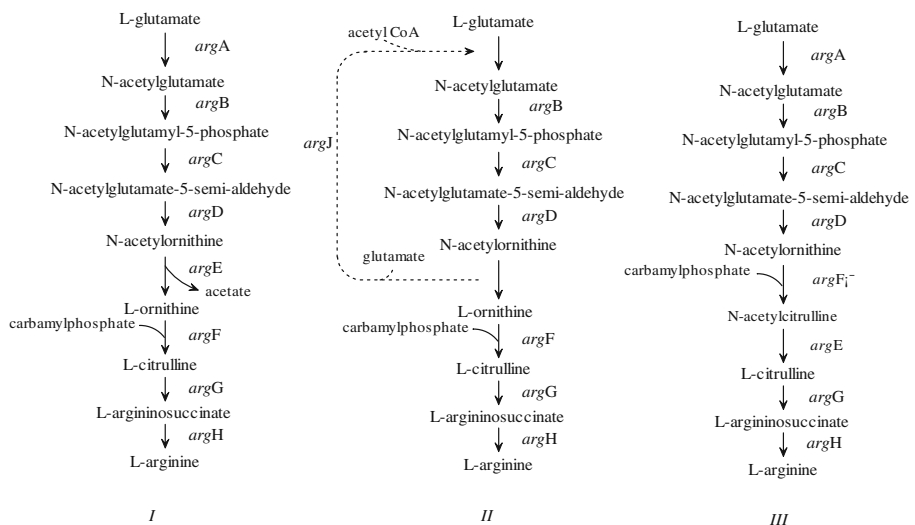 L-glutamate
argA
N-acetylglutamate
argB
N-acetylglutamyl-5-phosphate
argC
N-acetylglutamate-5-semi-aldehyde
argD
N-acetylornithine
argE
acetate
L-ornithine
carbamylphosphate
argF
L-citrulline
argG
L-argininosuccinate
argH
L-arginine
I
L-glutamate
acetyl CoA
N-acetylglutamate
argB
N-acetylglutamyl-5-phosphate
argJ
argC
N-acetylglutamate-5-semi-aldehyde
argD
N-acetylornithine
glutamate
L-ornithine
carbamylphosphate
argF
L-citrulline
argG
L-argininosuccinate
argH
L-arginine
II
L-glutamate
argA
N-acetylglutamate
argB
N-acetylglutamyl-5-phosphate
argC
N-acetylglutamate-5-semi-aldehyde
argD
N-acetylornithine
carbamylphosphate
argF¡⁻
N-acetylcitrulline
argE
L-citrulline
argG
L-argininosuccinate
argH
L-arginine
III